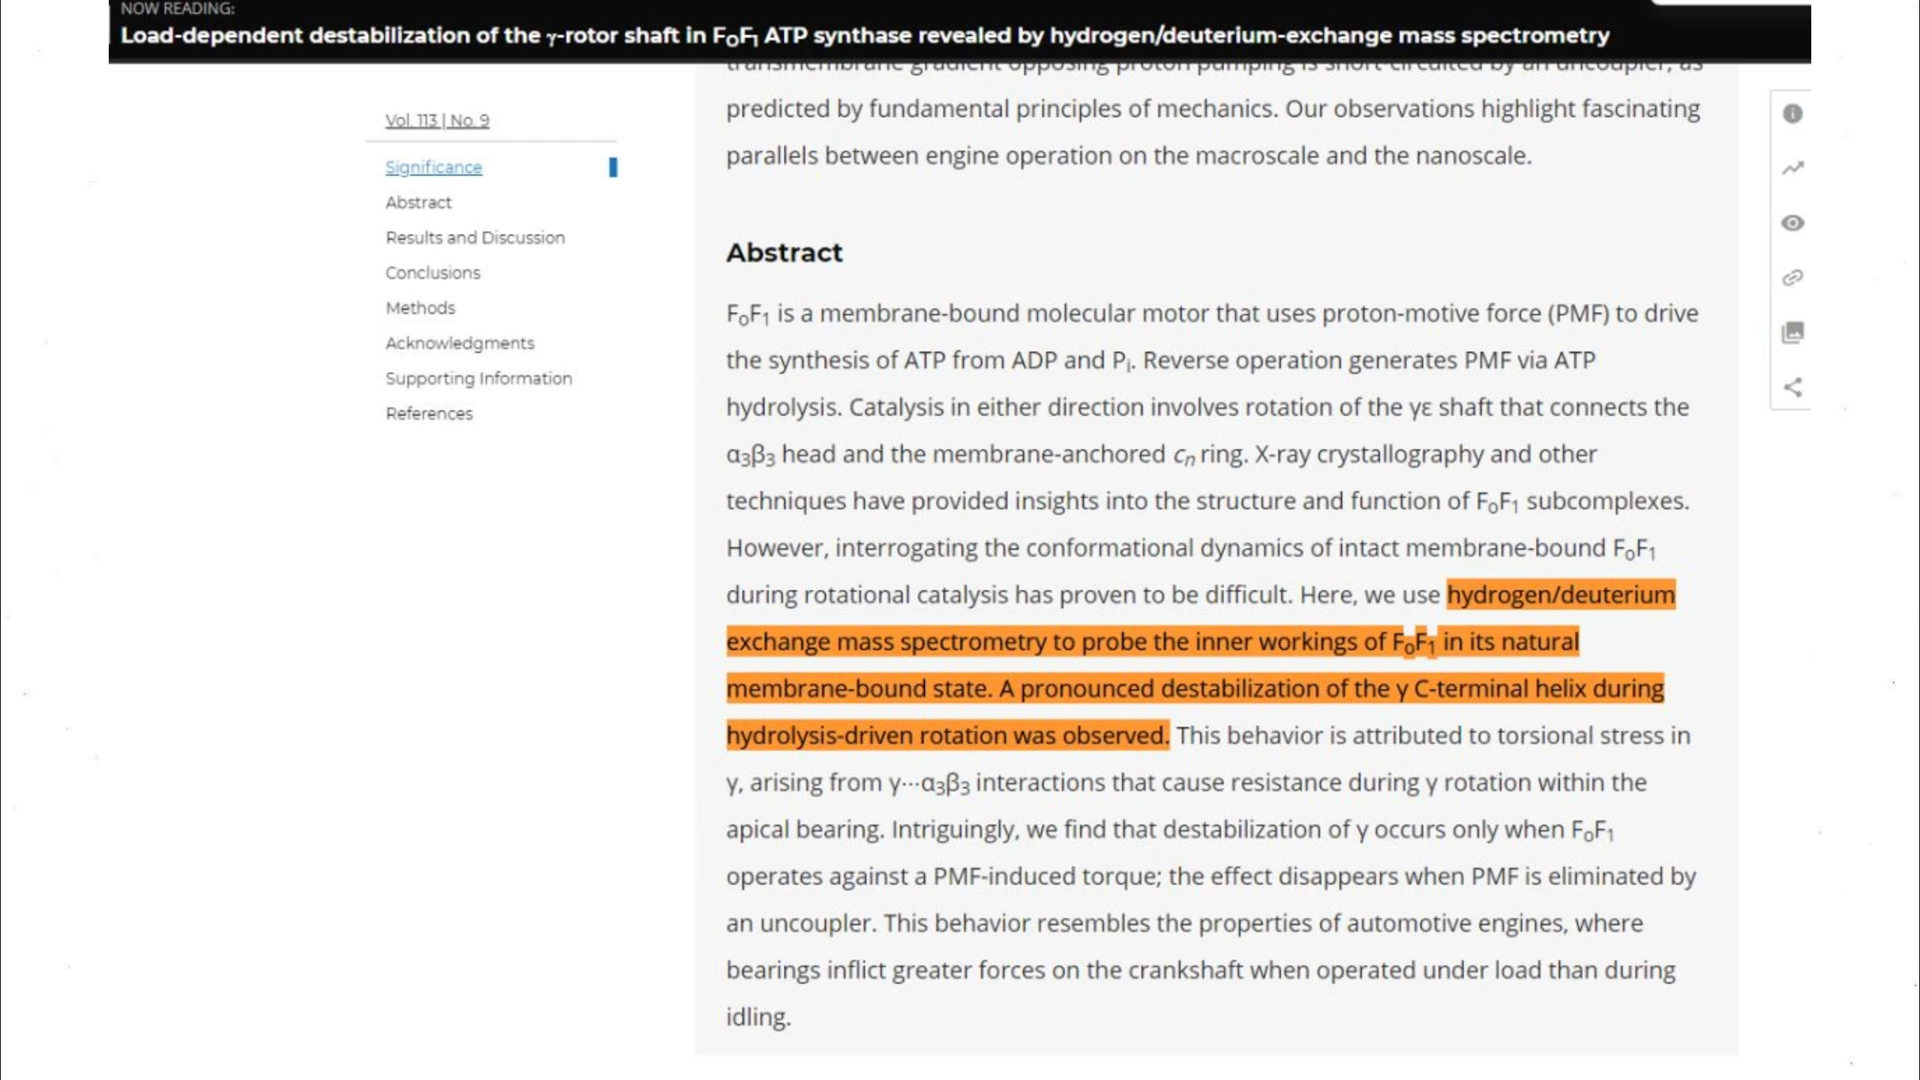 NOW READING:
Load-dependent destabilization of the γ-rotor shaft in FOF1 ATP synthase revealed by hydrogen/deuterium-exchange mass spectrometry
transmembrane gradient opposing proton pumping is short-circuited by an uncoupler, as
predicted by fundamental principles of mechanics. Our observations highlight fascinating
parallels between engine operation on the macroscale and the nanoscale.
Vol. 113 | No. 9
Significance
Abstract
Results and Discussion
Conclusions
Methods
Acknowledgments
Supporting Information
References
Abstract
FoF1 is a membrane-bound molecular motor that uses proton-motive force (PMF) to drive
the synthesis of ATP from ADP and Pi. Reverse operation generates PMF via ATP
hydrolysis. Catalysis in either direction involves rotation of the γε shaft that connects the
α3β3 head and the membrane-anchored cn ring. X-ray crystallography and other
techniques have provided insights into the structure and function of FoF1 subcomplexes.
However, interrogating the conformational dynamics of intact membrane-bound FoF1
during rotational catalysis has proven to be difficult. Here, we use hydrogen/deuterium
exchange mass spectrometry to probe the inner workings of FoF1 in its natural
membrane-bound state. A pronounced destabilization of the γ C-terminal helix during
hydrolysis-driven rotation was observed. This behavior is attributed to torsional stress in
γ, arising from γ···α3β3 interactions that cause resistance during γ rotation within the
apical bearing. Intriguingly, we find that destabilization of γ occurs only when FoF1
operates against a PMF-induced torque; the effect disappears when PMF is eliminated by
an uncoupler. This behavior resembles the properties of automotive engines, where
bearings inflict greater forces on the crankshaft when operated under load than during
idling.